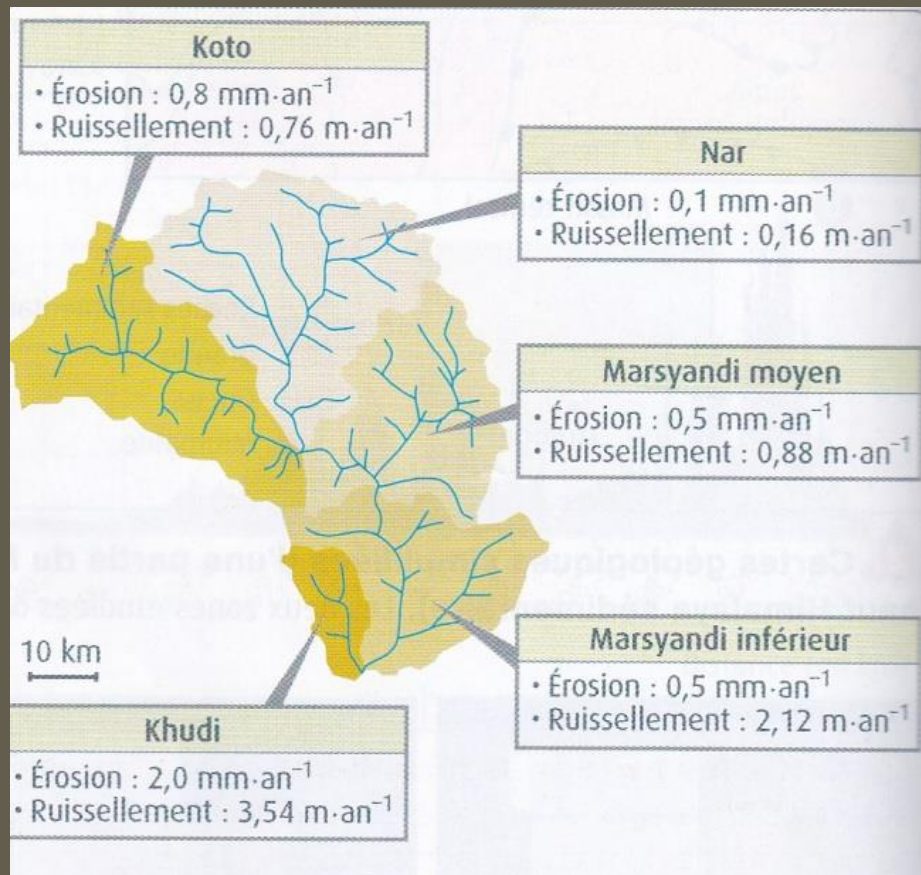 Koto
• Érosion : 0,8 mm·an⁻¹
• Ruissellement : 0,76 m·an⁻¹
Nar
• Érosion : 0,1 mm·an⁻¹
• Ruissellement : 0,16 m·an⁻¹
Marsyandi moyen
• Érosion : 0,5 mm·an⁻¹
• Ruissellement : 0,88 m·an⁻¹
Marsyandi inférieur
• Érosion : 0,5 mm·an⁻¹
• Ruissellement : 2,12 m·an⁻¹
10 km
Khudi
• Érosion : 2,0 mm·an⁻¹
• Ruissellement : 3,54 m·an⁻¹